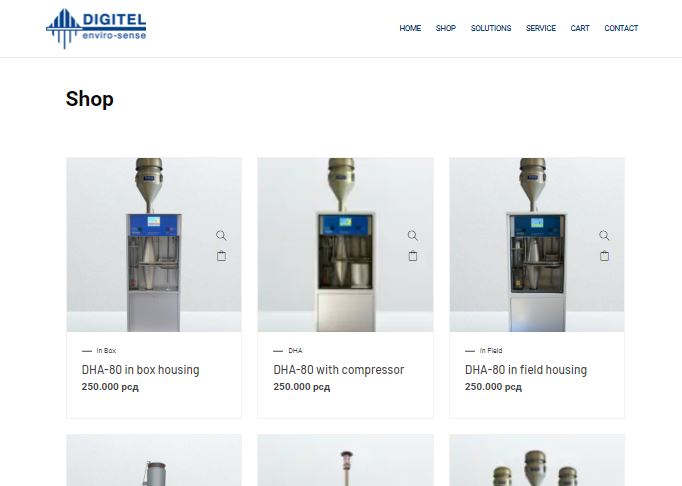 DIGITEL
enviro-sense
HOME SHOP SOLUTIONS SERVICE CART CONTACT
Shop
In Box
DHA-80 in box housing
250.000 рсд
DHA
DHA-80 with compressor
250.000 рсд
In Field
DHA-80 in field housing
250.000 рсд